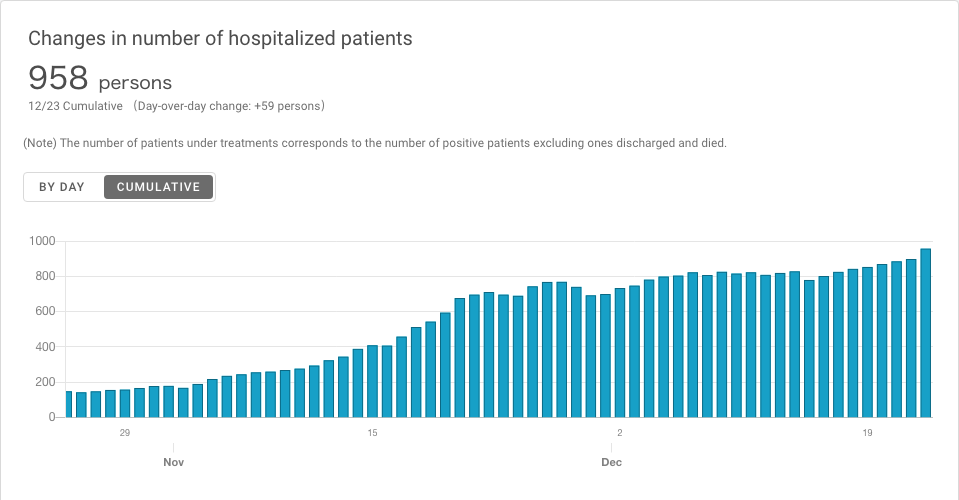 Changes in number of hospitalized patients
958 persons
12/23 Cumulative （Day-over-day change: +59 persons）
(Note) The number of patients under treatments corresponds to the number of positive patients excluding ones discharged and died.
BY DAY CUMULATIVE
1000
800
600
400
200
0
29 15 2 19
Nov Dec